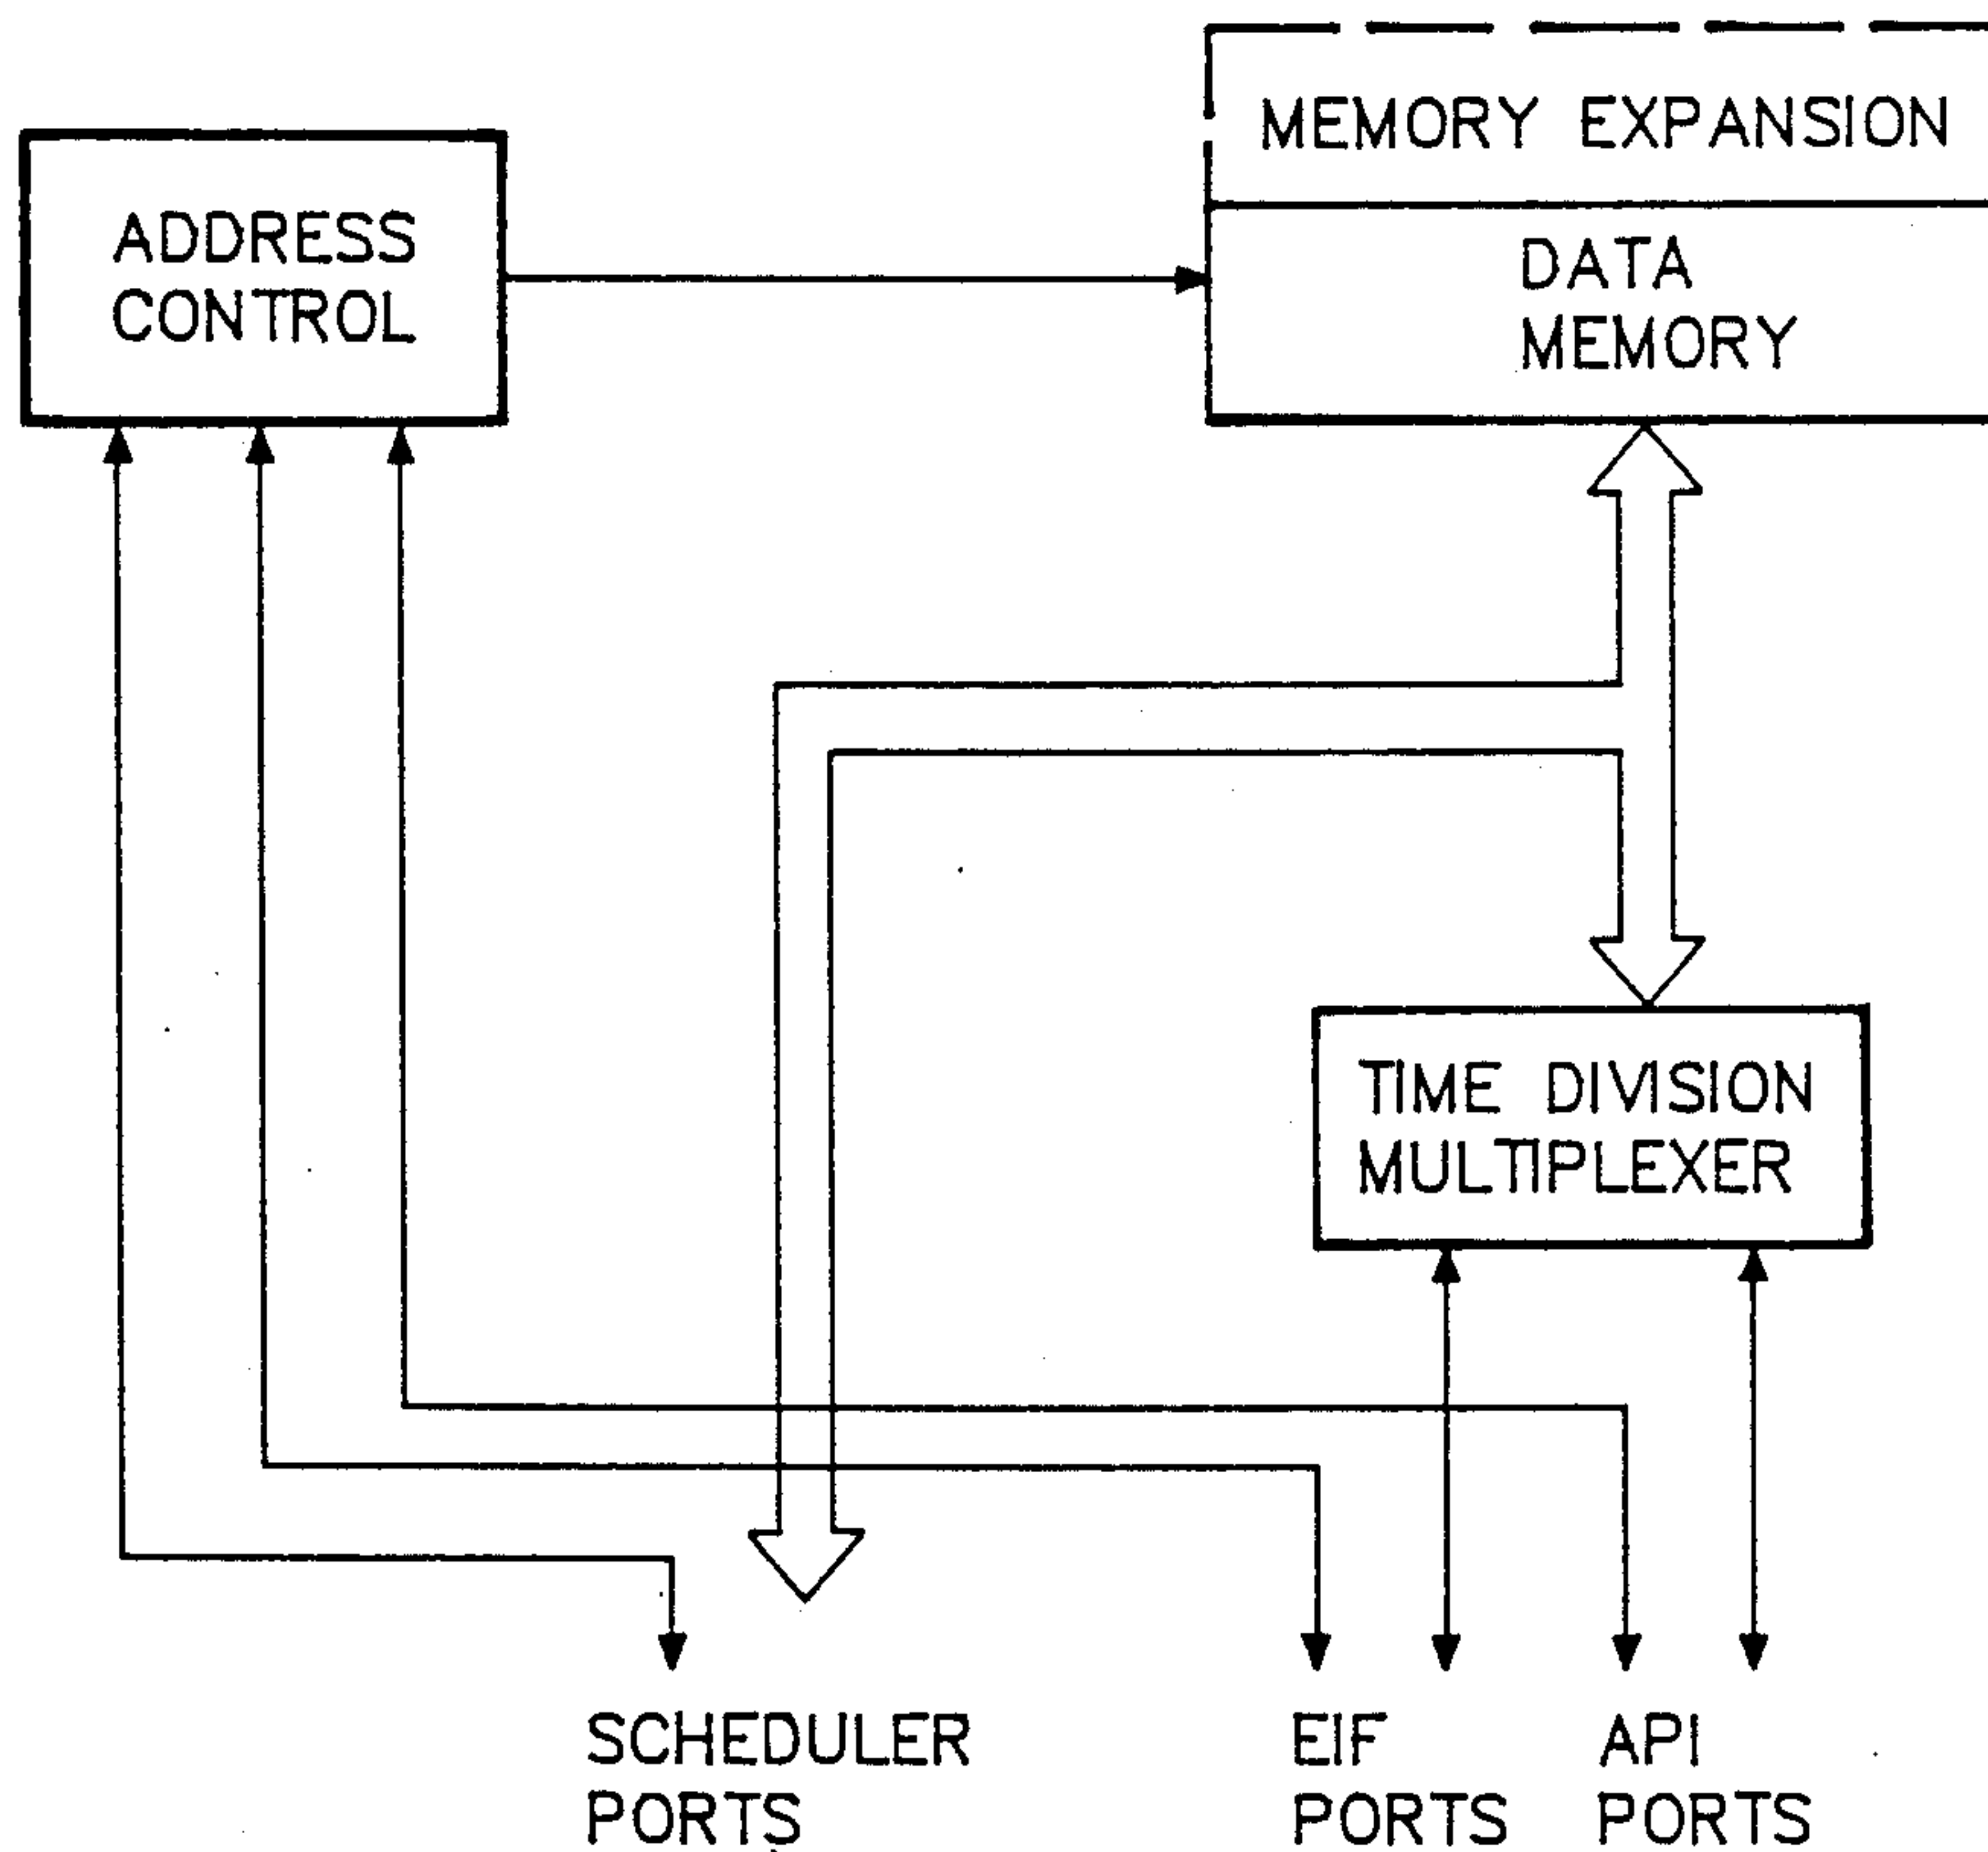 MEMORY EXPANSION
ADDRESS
CONTROL
DATA
MEMORY
TIME DIVISION
MULTIPLEXER
SCHEDULER
PORTS
EIF
PORTS
API
PORTS